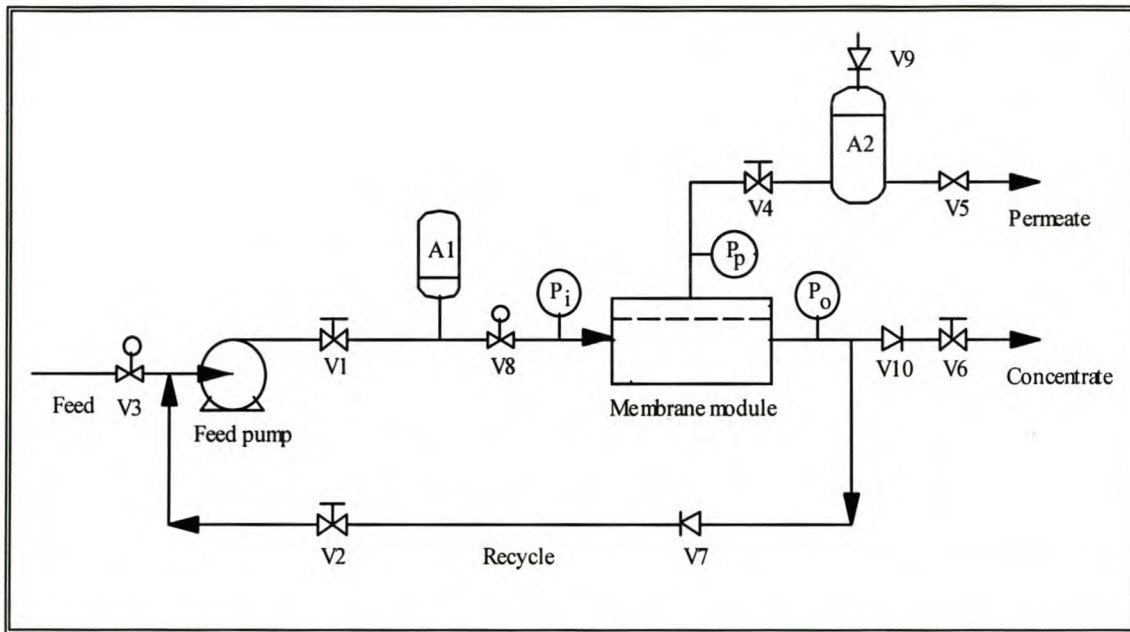 V9
A2
V4
V5
Permeate
A1
Pp
Pi
Po
V1
V8
V10
V6
Concentrate
Membrane module
Feed
V3
Feed pump
V2
Recycle
V7